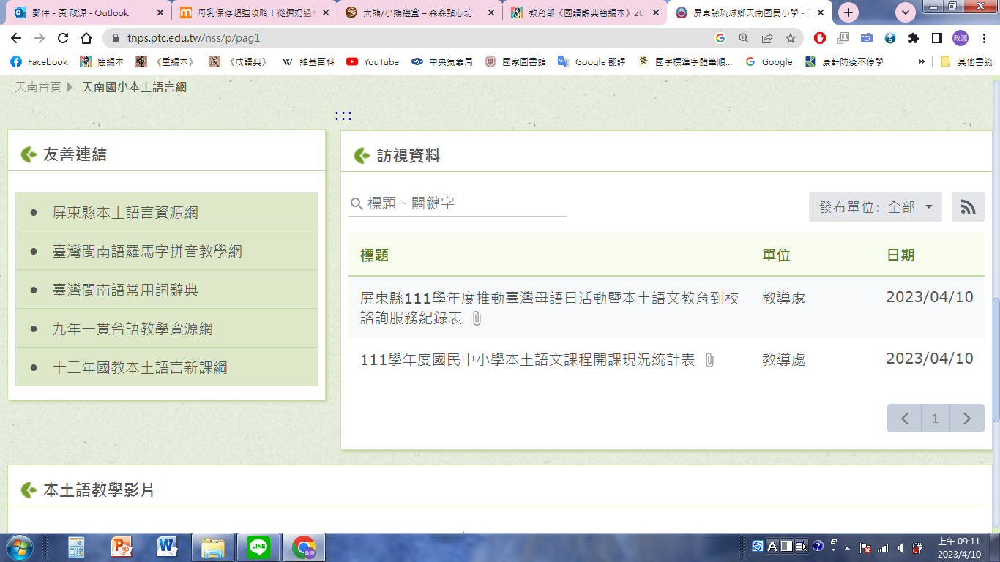 郵件 - 黃 政源 - Outlook
母乳保存超強攻略！從擠奶過程
大熊/小熊禮盒 – 森森點心坊
教育部《國語辭典簡編本》202
屏東縣琉球鄉天南國民小學 - 天
tnps.ptc.edu.tw/nss/p/pag1
政源
Facebook
簡編本
《重編本》
《成語典》
維基百科
YouTube
中央氣象局
國家圖書館
Google 翻譯
國字標準字體筆順...
Google
康軒防疫不停學
»
其他書籤
天南首頁
天南國小本土語言網
:::
友善連結
屏東縣本土語言資源網
臺灣閩南語羅馬字拼音教學網
臺灣閩南語常用詞辭典
九年一貫台語教學資源網
十二年國教本土語言新課綱
訪視資料
標題、關鍵字
發布單位: 全部
標題 單位 日期
屏東縣111學年度推動臺灣母語日活動暨本土語文教育到校 教導處 2023/04/10
諮詢服務紀錄表
111學年度國民中小學本土語文課程開課現況統計表 教導處 2023/04/10
1
本土語教學影片
LINE
政源
A
上午 09:11
2023/4/10